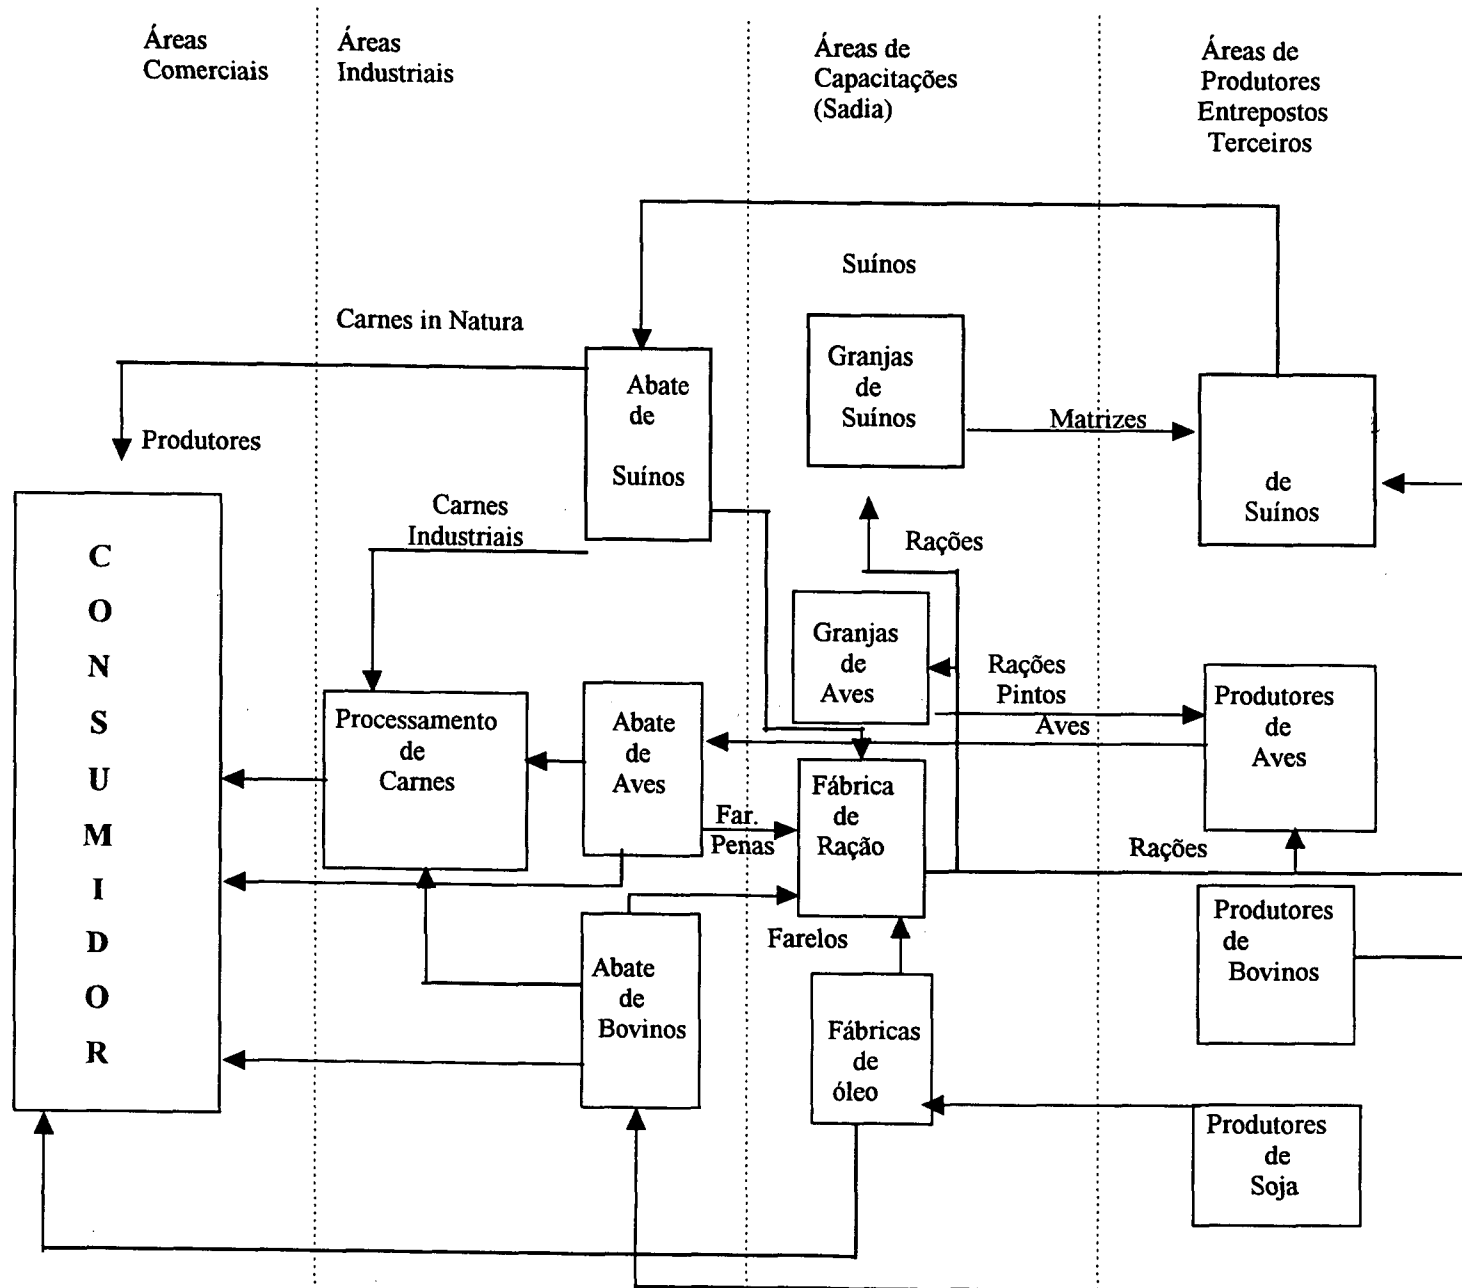 Áreas
Comerciais
Áreas
Industriais
Áreas de
Capacitações
(Sadia)
Áreas de
Produtores
Entrepostos
Terceiros
Suínos
Carnes in Natura
Granjas
de
Suínos
Abate
de
Suínos
Matrizes
Produtores
de
Suínos
Carnes
Industriais
Rações
C
O
N
S
U
M
I
D
O
R
Granjas
de
Aves
Rações
Pintos
Aves
Produtores
de
Aves
Processamento
de
Carnes
Abate
de
Aves
Fábrica
de
Ração
Far.
Penas
Rações
Farelos
Produtores
de
Bovinos
Abate
de
Bovinos
Fábricas
de
óleo
Produtores
de
Soja